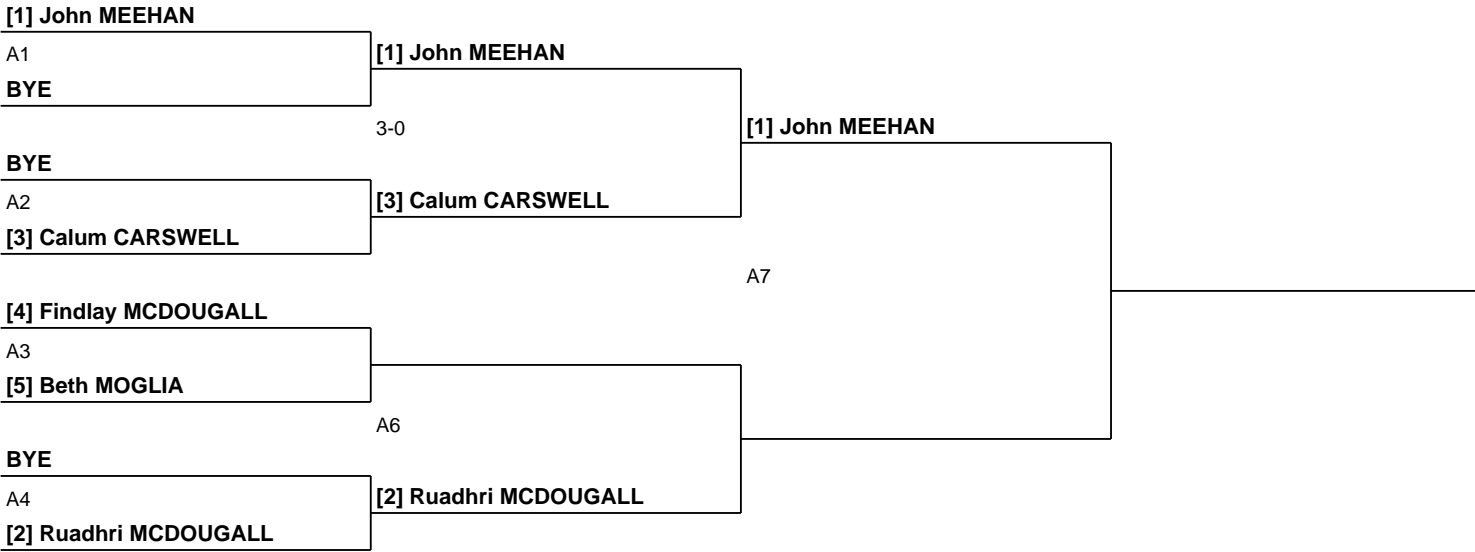 [1] John MEEHAN
A1
[1] John MEEHAN
BYE
3-0
[1] John MEEHAN
BYE
A2
[3] Calum CARSWELL
[3] Calum CARSWELL
A7
[4] Findlay MCDOUGALL
A3
[5] Beth MOGLIA
A6
BYE
A4
[2] Ruadhri MCDOUGALL
[2] Ruadhri MCDOUGALL